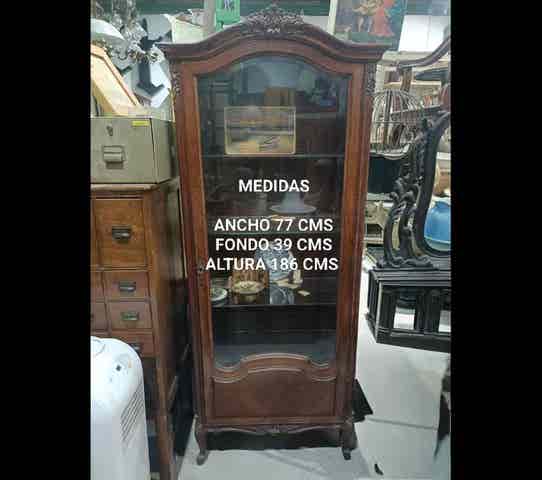 MEDIDAS
ANCHO 77 CMS
FONDO 39 CMS
ALTURA 186 CMS